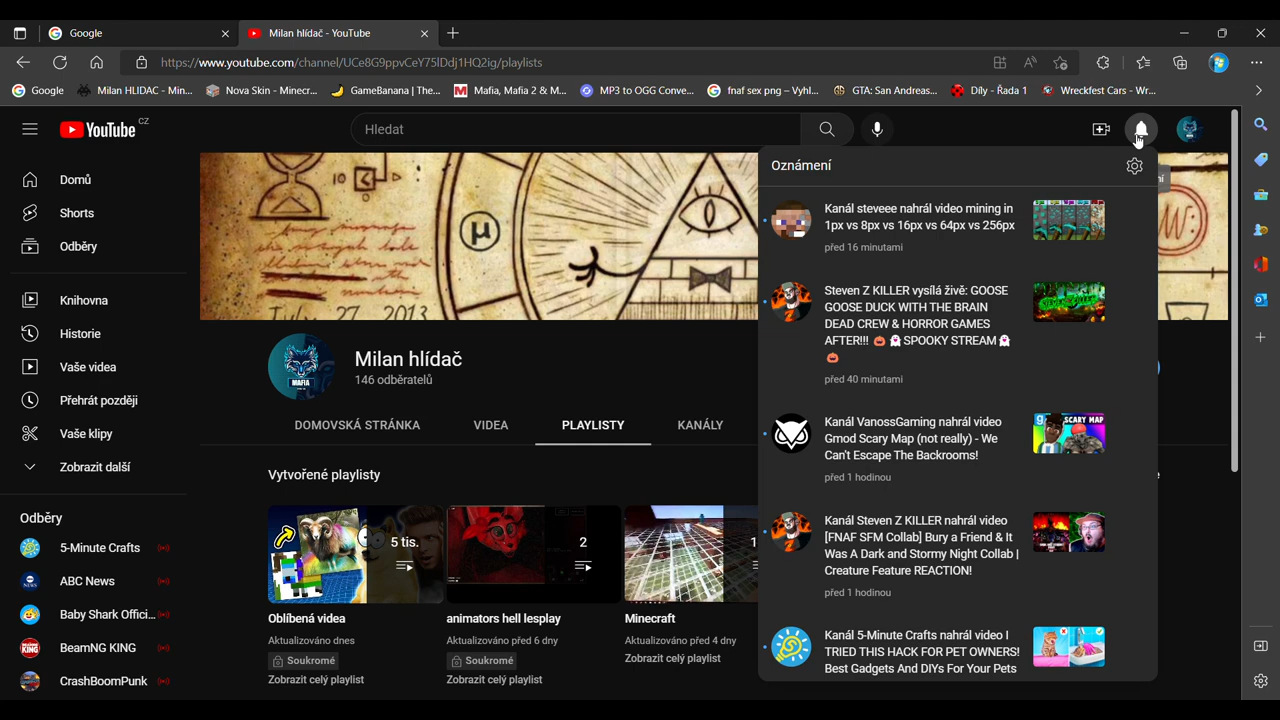 Google
Milan hlídač - YouTube
https://www.youtube.com/channel/UCe8G9ppvCeY75lDdj1HQ2ig/playlists
Google
Milan HLIDAC - Min...
Nova Skin - Minecr...
GameBanana | The...
Mafia, Mafia 2 & M...
MP3 to OGG Conve...
fnaf sex png – Vyhl...
GTA: San Andreas...
Díly - Řada 1
Wreckfest Cars - Wr...
YouTube CZ
Hledat
Domů
Shorts
Odběry
Knihovna
Historie
Vaše videa
Přehrát později
Vaše klipy
Zobrazit další
Odběry
5-Minute Crafts
ABC News
Baby Shark Offici...
BeamNG KING
CrashBoomPunk
Milan hlídač
146 odběratelů
DOMOVSKÁ STRÁNKA
VIDEA
PLAYLISTY
KANÁLY
Vytvořené playlisty
5 tis.
2
Oblíbená videa
Aktualizováno dnes
Soukromé
Zobrazit celý playlist
animators hell lesplay
Aktualizováno před 6 dny
Soukromé
Zobrazit celý playlist
Minecraft
Aktualizováno před 4 dny
Zobrazit celý playlist
Oznámení
Kanál steveee nahrál video mining in
1px vs 8px vs 16px vs 64px vs 256px
před 16 minutami
Steven Z KILLER vysílá živě: GOOSE
GOOSE DUCK WITH THE BRAIN
DEAD CREW & HORROR GAMES
AFTER!!! 🎃 👻 SPOOKY STREAM 👻
🎃
před 40 minutami
Kanál VanossGaming nahrál video
Gmod Scary Map (not really) - We
Can't Escape The Backrooms!
před 1 hodinou
SCARY MAP
Kanál Steven Z KILLER nahrál video
[FNAF SFM Collab] Bury a Friend & It
Was A Dark and Stormy Night Collab |
Creature Feature REACTION!
před 1 hodinou
Kanál 5-Minute Crafts nahrál video I
TRIED THIS HACK FOR PET OWNERS!
Best Gadgets And DIYs For Your Pets